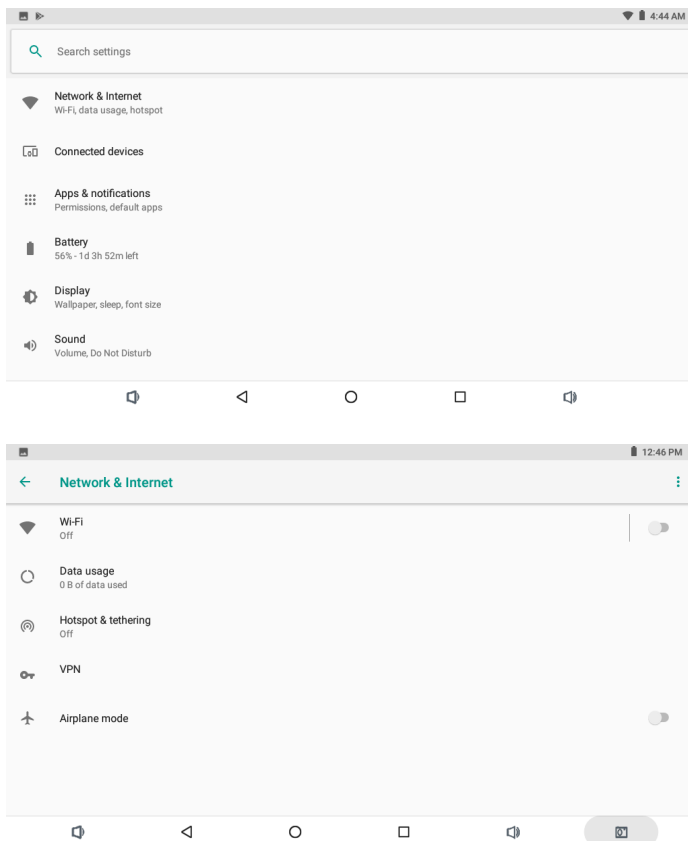 4:44 AM
Search settings
Network & Internet
Wi-Fi, data usage, hotspot
Connected devices
Apps & notifications
Permissions, default apps
Battery
56% - 1d 3h 52m left
Display
Wallpaper, sleep, font size
Sound
Volume, Do Not Disturb
12:46 PM
Network & Internet
Wi-Fi
Off
Data usage
0 B of data used
Hotspot & tethering
Off
VPN
Airplane mode